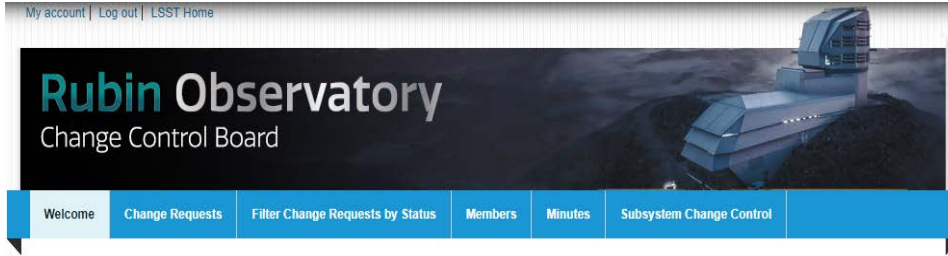 My account | Log out | LSST Home
Rubin Observatory
Change Control Board
Welcome Change Requests Filter Change Requests by Status Members Minutes Subsystem Change Control